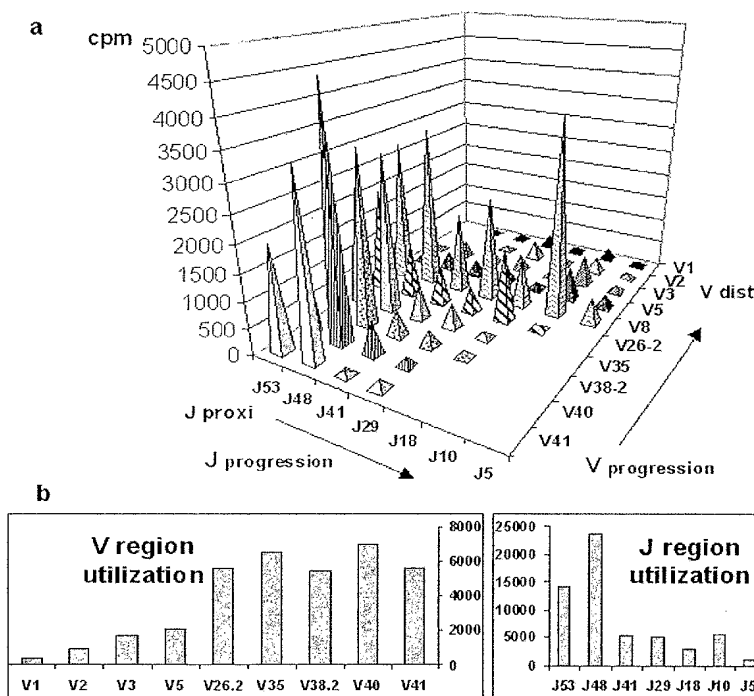 a
cpm
5000
4500
4000
3500
3000
2500
2000
1500
1000
500
0
J53
J48
J41
J29
J18
J10
J5
J proxi
J progression
V1
V2
V3
V5
V8
V26-2
V35
V38-2
V40
V41
V dist
V progression
b
V region
utilization
8000
6000
4000
2000
0
V1 V2 V3 V5 V26.2 V35 V38.2 V40 V41
J region
utilization
25000
20000
15000
10000
5000
0
J53 J48 J41 J29 J18 J10 J5